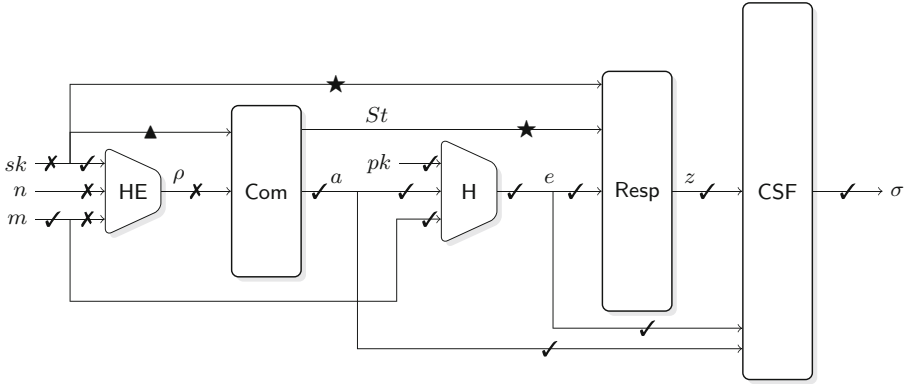 St
sk ✗ ✓ HE ρ ✗ Com ✓ a pk ✓ H ✓ e ✓ Resp z ✓ CSF ✓ σ
n ✗ ✓
m ✓ ✗ ✓
✓
✓